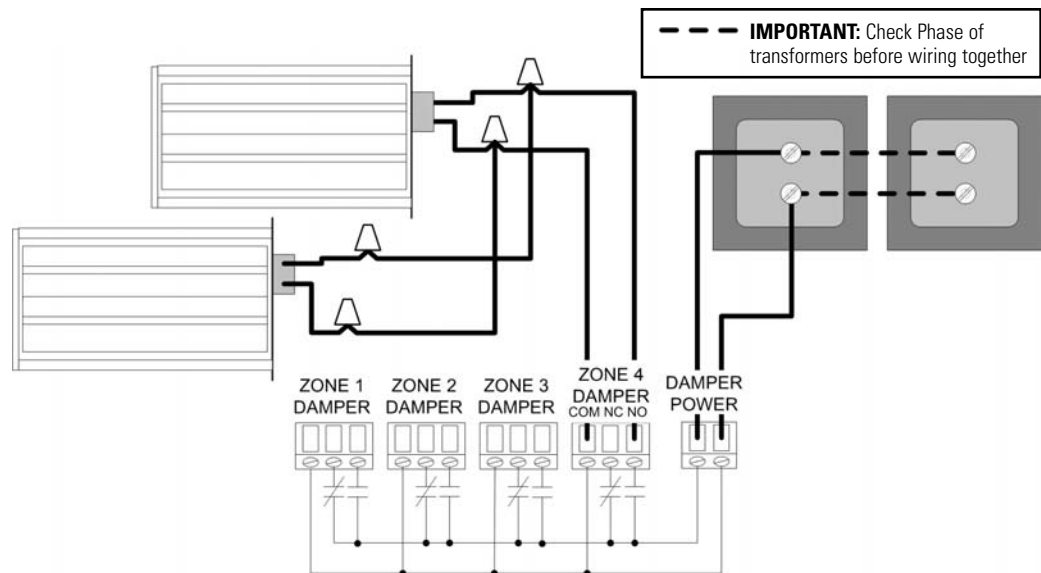 IMPORTANT: Check Phase of
transformers before wiring together
ZONE 1
DAMPER
ZONE 2
DAMPER
ZONE 3
DAMPER
ZONE 4
DAMPER
COM NC NO
DAMPER
POWER